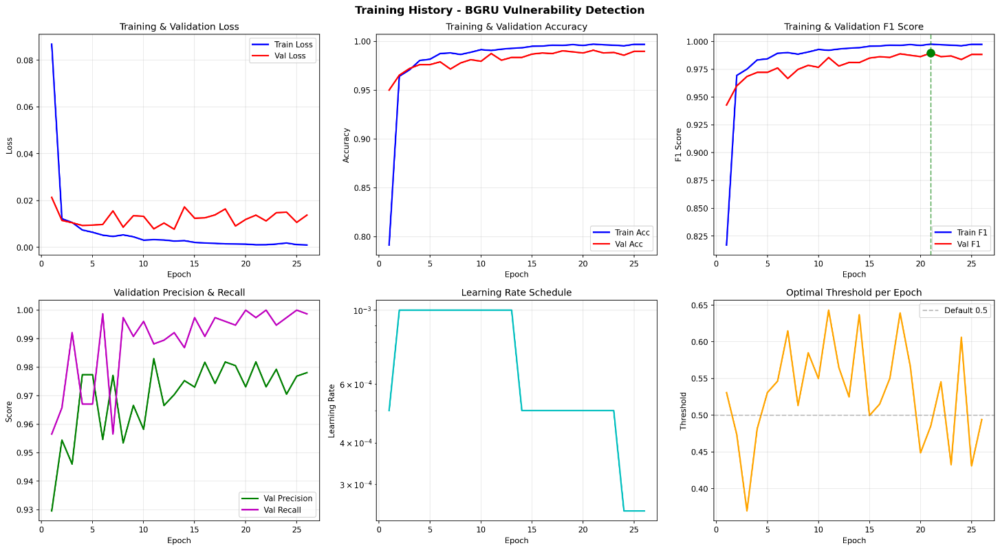 Training History - BGRU Vulnerability Detection
Training & Validation Loss
Train Loss
Val Loss
0.08
0.06
0.04
0.02
0.00
Loss
0
5
10
15
20
25
Epoch
Training & Validation Accuracy
1.00
0.95
0.90
0.85
0.80
Accuracy
Train Acc
Val Acc
0
5
10
15
20
25
Epoch
Training & Validation F1 Score
1.000
0.975
0.950
0.925
0.900
0.875
0.850
0.825
F1 Score
Train F1
Val F1
0
5
10
15
20
25
Epoch
Validation Precision & Recall
1.00
0.99
0.98
0.97
0.96
0.95
0.94
0.93
Score
Val Precision
Val Recall
0
5
10
15
20
25
Epoch
Learning Rate Schedule
10⁻³
6 × 10⁻⁴
4 × 10⁻⁴
3 × 10⁻⁴
Learning Rate
0
5
10
15
20
25
Epoch
Optimal Threshold per Epoch
Default 0.5
0.65
0.60
0.55
0.50
0.45
0.40
Threshold
0
5
10
15
20
25
Epoch